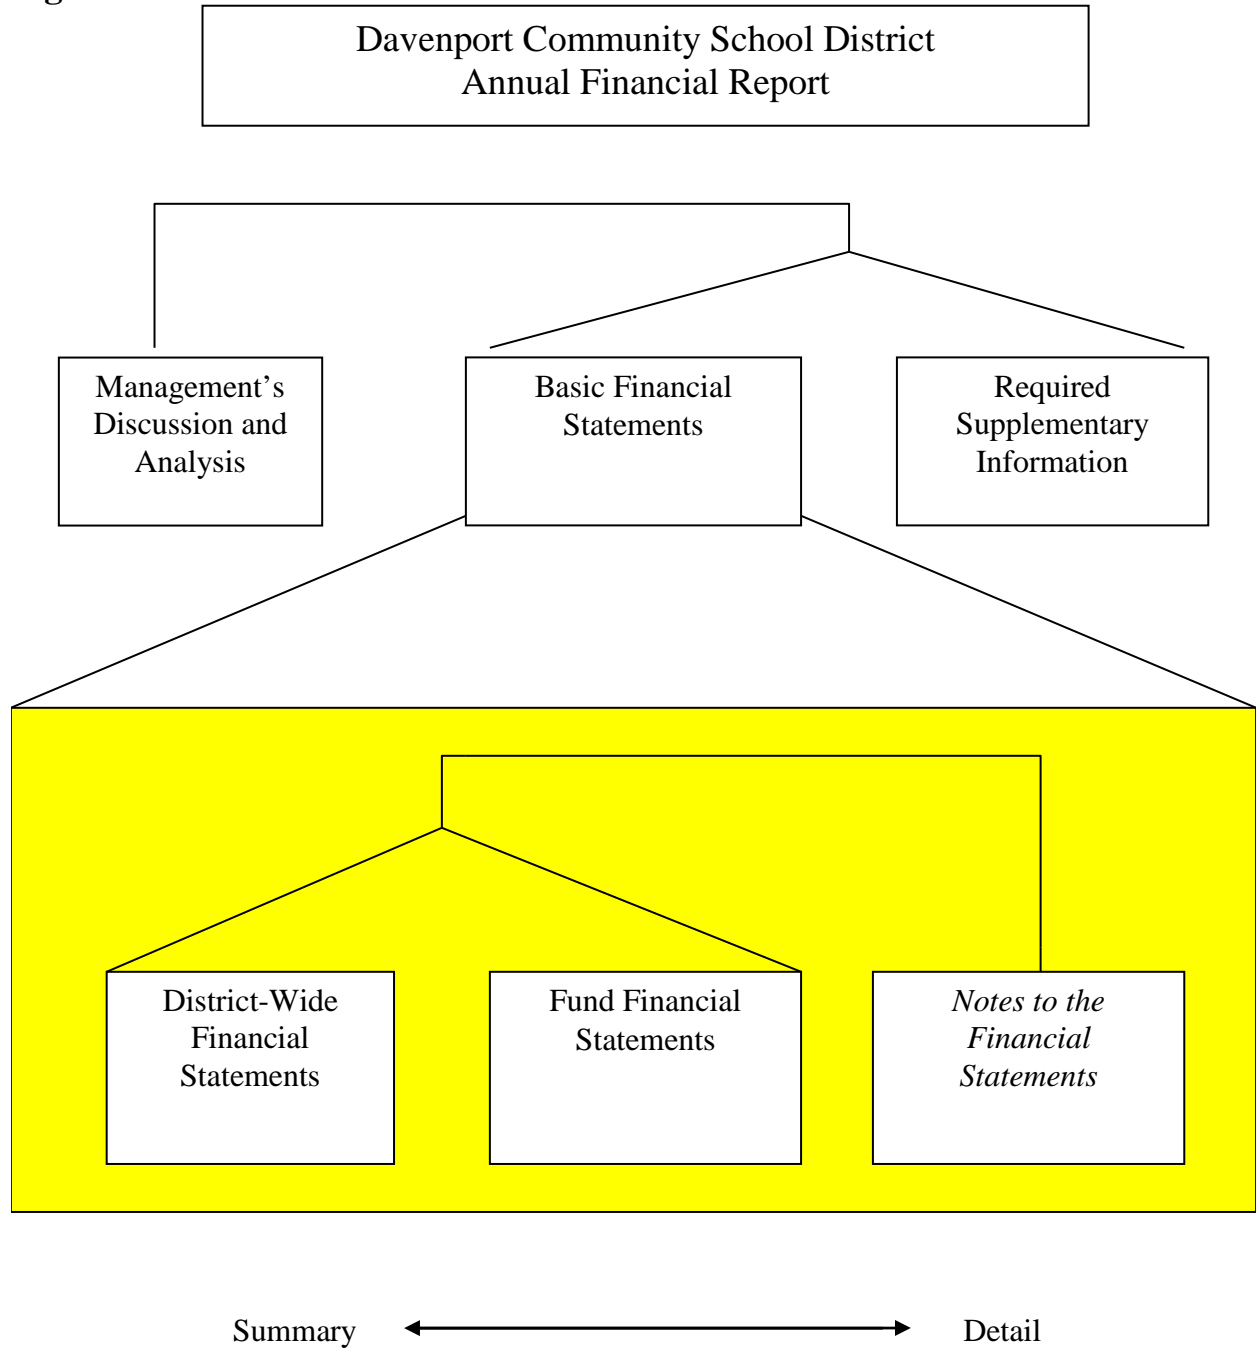 Davenport Community School District
Annual Financial Report
Management’s
Discussion and
Analysis
Basic Financial
Statements
Required
Supplementary
Information
District-Wide
Financial
Statements
Fund Financial
Statements
Notes to the
Financial
Statements
Summary
Detail